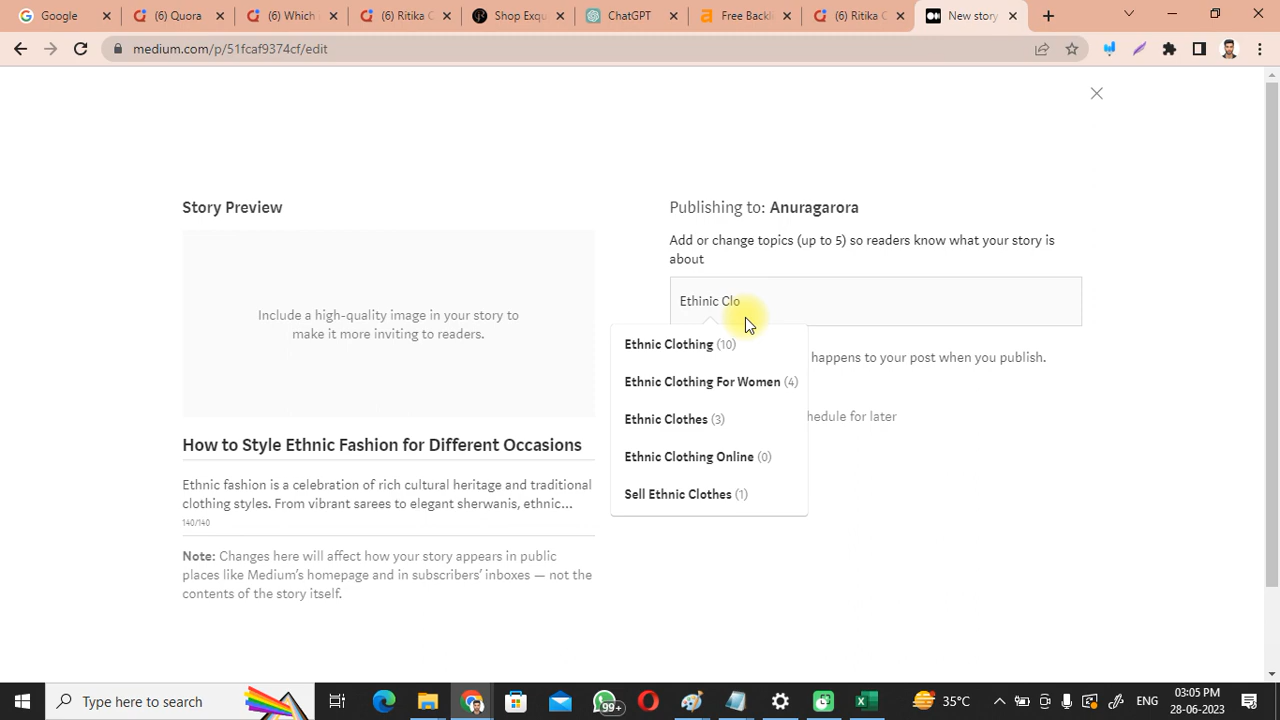 Google
(6) Quora
(6) Which
(6) Ritika C
Shop Exqu
ChatGPT
Free Backli
(6) Ritika C
New story
medium.com/p/51fcaf9374cf/edit
Story Preview
Include a high-quality image in your story to
make it more inviting to readers.
How to Style Ethnic Fashion for Different Occasions
Ethnic fashion is a celebration of rich cultural heritage and traditional
clothing styles. From vibrant sarees to elegant sherwanis, ethnic...
140/140
Note: Changes here will affect how your story appears in public
places like Medium's homepage and in subscribers' inboxes — not the
contents of the story itself.
Publishing to: Anuragarora
Add or change topics (up to 5) so readers know what your story is
about
Ethinic Clo
Ethnic Clothing (10)
Ethnic Clothing For Women (4)
Ethnic Clothes (3)
Ethnic Clothing Online (0)
Sell Ethnic Clothes (1)
happens to your post when you publish.
hedule for later
Type here to search
99+
35°C
ENG
03:05 PM
28-06-2023